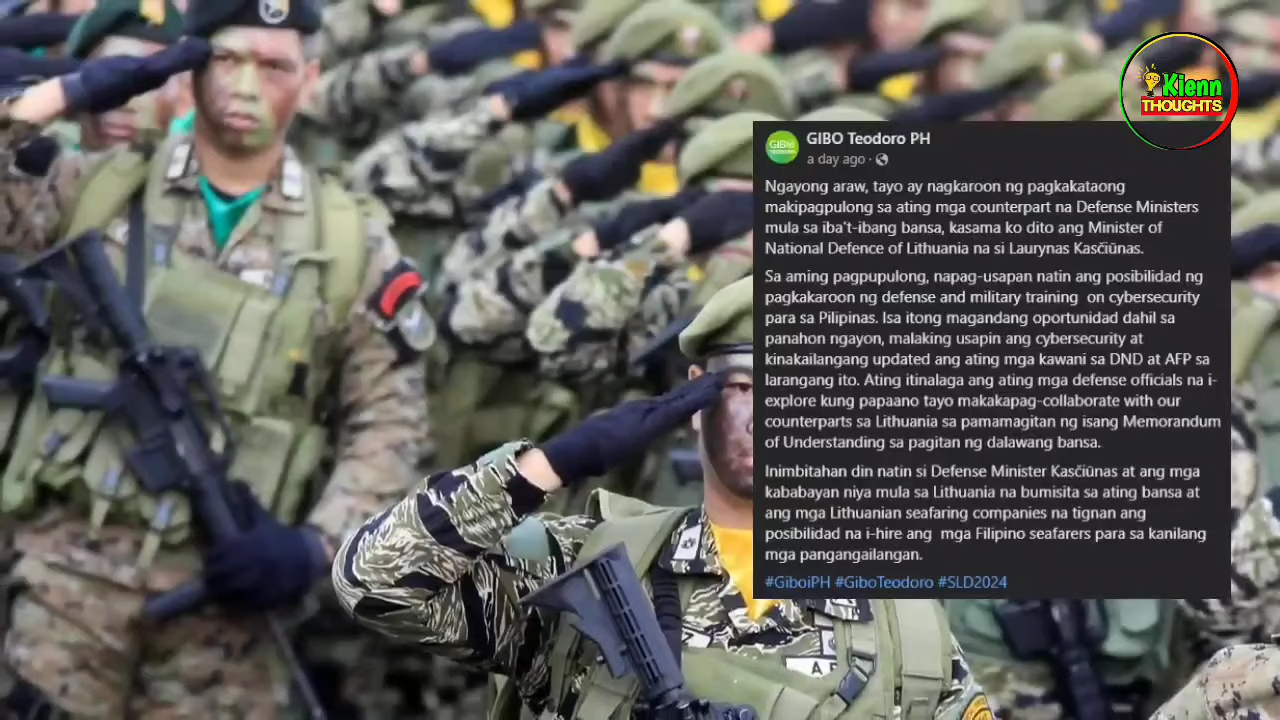 Kienn
THOUGHTS
GIBO Teodoro PH
a day ago ·
Ngayong araw, tayo ay nagkaroon ng pagkakataong
makipagpulong sa ating mga counterpart na Defense Ministers
mula sa iba't-ibang bansa, kasama ko dito ang Minister of
National Defence of Lithuania na si Laurynas Kasčiūnas.
Sa aming pagpupulong, napag-usapan natin ang posibilidad ng
pagkakaroon ng defense and military training on cybersecurity
para sa Pilipinas. Isa itong magandang oportunidad dahil sa
panahon ngayon, malaking usapin ang cybersecurity at
kinakailangang updated ang ating mga kawani sa DND at AFP sa
larangang ito. Ating itinalaga ang ating mga defense officials na i-
explore kung papaano tayo makakapag-collaborate with our
counterparts sa Lithuania sa pamamagitan ng isang Memorandum
of Understanding sa pagitan ng dalawang bansa.
Inimbitahan din natin si Defense Minister Kasčiūnas at ang mga
kababayan niya mula sa Lithuania na bumisita sa ating bansa at
ang mga Lithuanian seafaring companies na tignan ang
posibilidad na i-hire ang mga Filipino seafarers para sa kanilang
mga pangangailangan.
#GiboiPH #GiboTeodoro #SLD2024